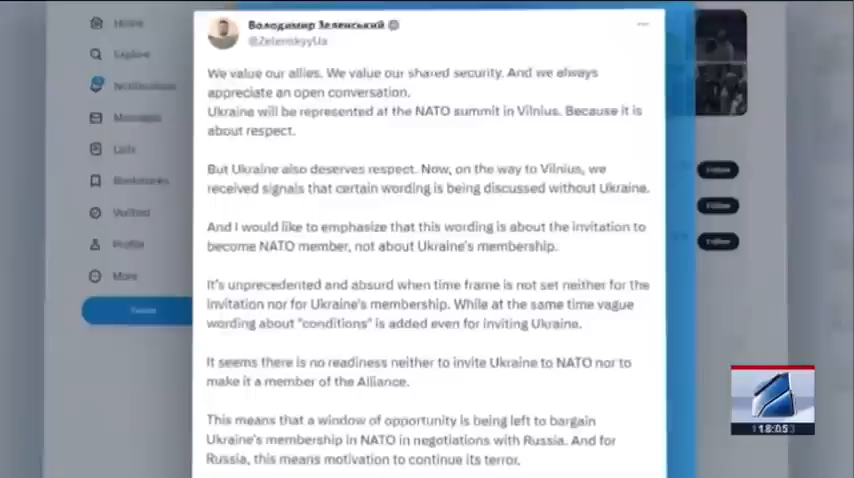 Володимир Зеленський
@ZelenskyyUa
We value our allies. We value our shared security. And we always
appreciate an open conversation.
Ukraine will be represented at the NATO summit in Vilnius. Because it is
about respect.
But Ukraine also deserves respect. Now, on the way to Vilnius, we
received signals that certain wording is being discussed without Ukraine.
And I would like to emphasize that this wording is about the invitation to
become NATO member, not about Ukraine's membership.
It's unprecedented and absurd when time frame is not set neither for the
invitation nor for Ukraine's membership. While at the same time vague
wording about "conditions" is added even for inviting Ukraine.
It seems there is no readiness neither to invite Ukraine to NATO nor to
make it a member of the Alliance.
This means that a window of opportunity is being left to bargain
Ukraine's membership in NATO in negotiations with Russia. And for
Russia, this means motivation to continue its terror.
Home
Explore
Notifications
Messages
Lists
Bookmarks
Verified
Profile
More
Tweet
Follow
Follow
Follow
18:05